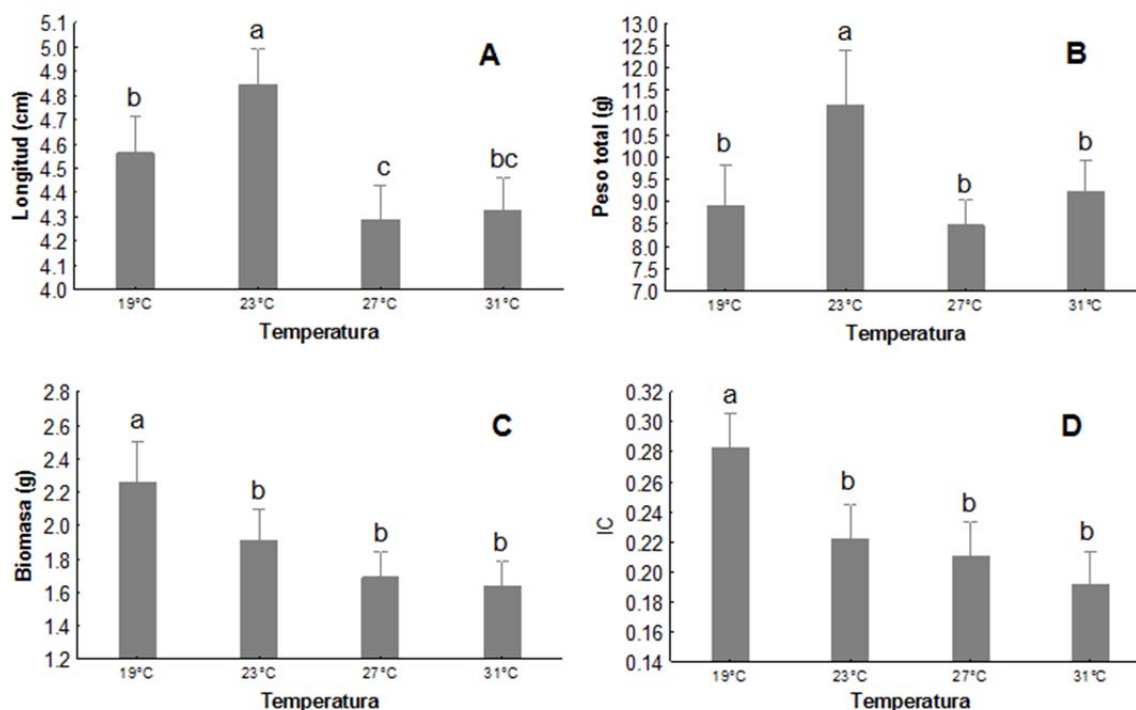 A
Longitud (cm)
5.1
5.0
4.9
4.8
4.7
4.6
4.5
4.4
4.3
4.2
4.1
4.0
b
a
c
bc
19°C
23°C
27°C
31°C
Temperatura
B
Peso total (g)
13.0
12.5
12.0
11.5
11.0
10.5
10.0
9.5
9.0
8.5
8.0
7.5
7.0
b
a
b
b
19°C
23°C
27°C
31°C
Temperatura
C
Biomasa (g)
2.8
2.6
2.4
2.2
2.0
1.8
1.6
1.4
1.2
a
b
b
b
19°C
23°C
27°C
31°C
Temperatura
D
IC
0.32
0.30
0.28
0.26
0.24
0.22
0.20
0.18
0.16
0.14
a
b
b
b
19°C
23°C
27°C
31°C
Temperatura